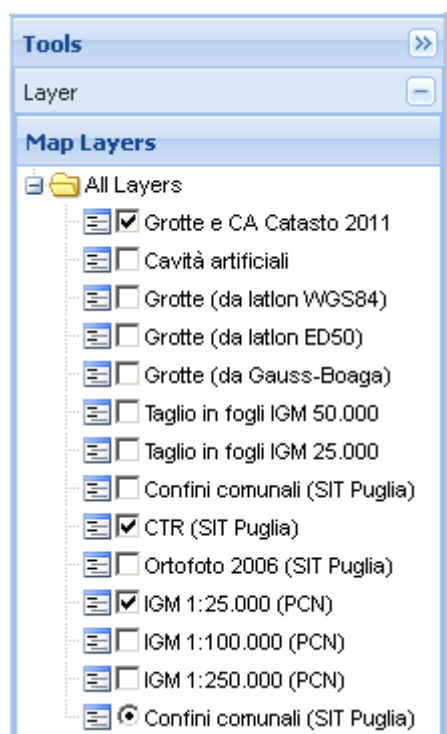 Tools
Layer
Map Layers
All Layers
Grotte e CA Catasto 2011
Cavità artificiali
Grotte (da latlon WGS84)
Grotte (da latlon ED50)
Grotte (da Gauss-Boaga)
Taglio in fogli IGM 50.000
Taglio in fogli IGM 25.000
Confini comunali (SIT Puglia)
CTR (SIT Puglia)
Ortofoto 2006 (SIT Puglia)
IGM 1:25.000 (PCN)
IGM 1:100.000 (PCN)
IGM 1:250.000 (PCN)
Confini comunali (SIT Puglia)